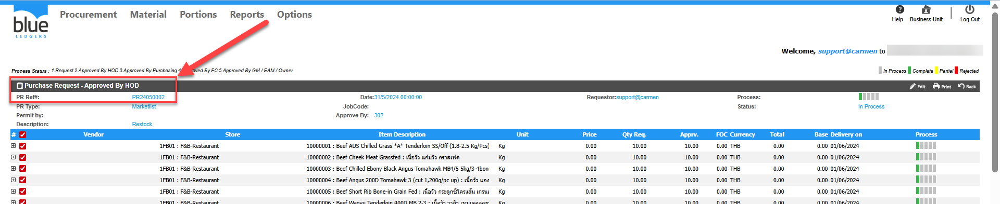 blue
LEDGERS
Procurement Material Portions Reports Options
Help Business Unit Log Out
Welcome, support@carmen to
Process Status : 1.Request 2.Approved By HOD 3.Approved By Purchasing 4. By FC 5.Approved By GM / EAM / Owner
In Process Complete Partial Rejected
Purchase Request - Approved By HOD Edit Print Back
PR Ref#: PR24050002 Date:31/5/2024 00:00:00 Requestor:support@carmen Process:
PR Type: Marketlist JobCode: Status: In Process
Permit by: Approve By: 302
Description: Restock
# Vendor Store Item Description Unit Price Qty Req. Apprv. FOC Currency Total Base Delivery on Process
1FB01 : F&B-Restaurant 10000001 : Beef AUS Chilled Grass *A* Tenderloin SS/Off (1.8-2.5 Kg/Pcs) Kg 0.00 10.00 10.00 0.00 THB 0.00 0.00 01/06/2024
1FB01 : F&B-Restaurant 10000002 : Beef Cheek Meat Grassfed : เนื้อวัว แก้มวัว กราสเฟด Kg 0.00 10.00 10.00 0.00 THB 0.00 0.00 01/06/2024
1FB01 : F&B-Restaurant 10000003 : Beef Chilled Ebony Black Angus Tomahawk MB4/5 5kg/3-4bon Kg 0.00 10.00 10.00 0.00 THB 0.00 0.00 01/06/2024
1FB01 : F&B-Restaurant 10000004 : Beef Angus 200D Tomahawk 3 (cut 1,200g/pc up) : เนื้อวัว แอง Kg 0.00 10.00 10.00 0.00 THB 0.00 0.00 01/06/2024
1FB01 : F&B-Restaurant 10000005 : Beef Short Rib Bone-in Grain Fed : เนื้อวัว กระดูกซี่โครงสั้น เกรน Kg 0.00 10.00 10.00 0.00 THB 0.00 0.00 01/06/2024
1FB01 : F&B-Restaurant 10000006 : Beef Wagyu Tenderloin 400D MB 2-3 : เนื้อวัว วากิว Kg 0.00 10.00 10.00 0.00 THB 0.00 0.00 01/06/2024